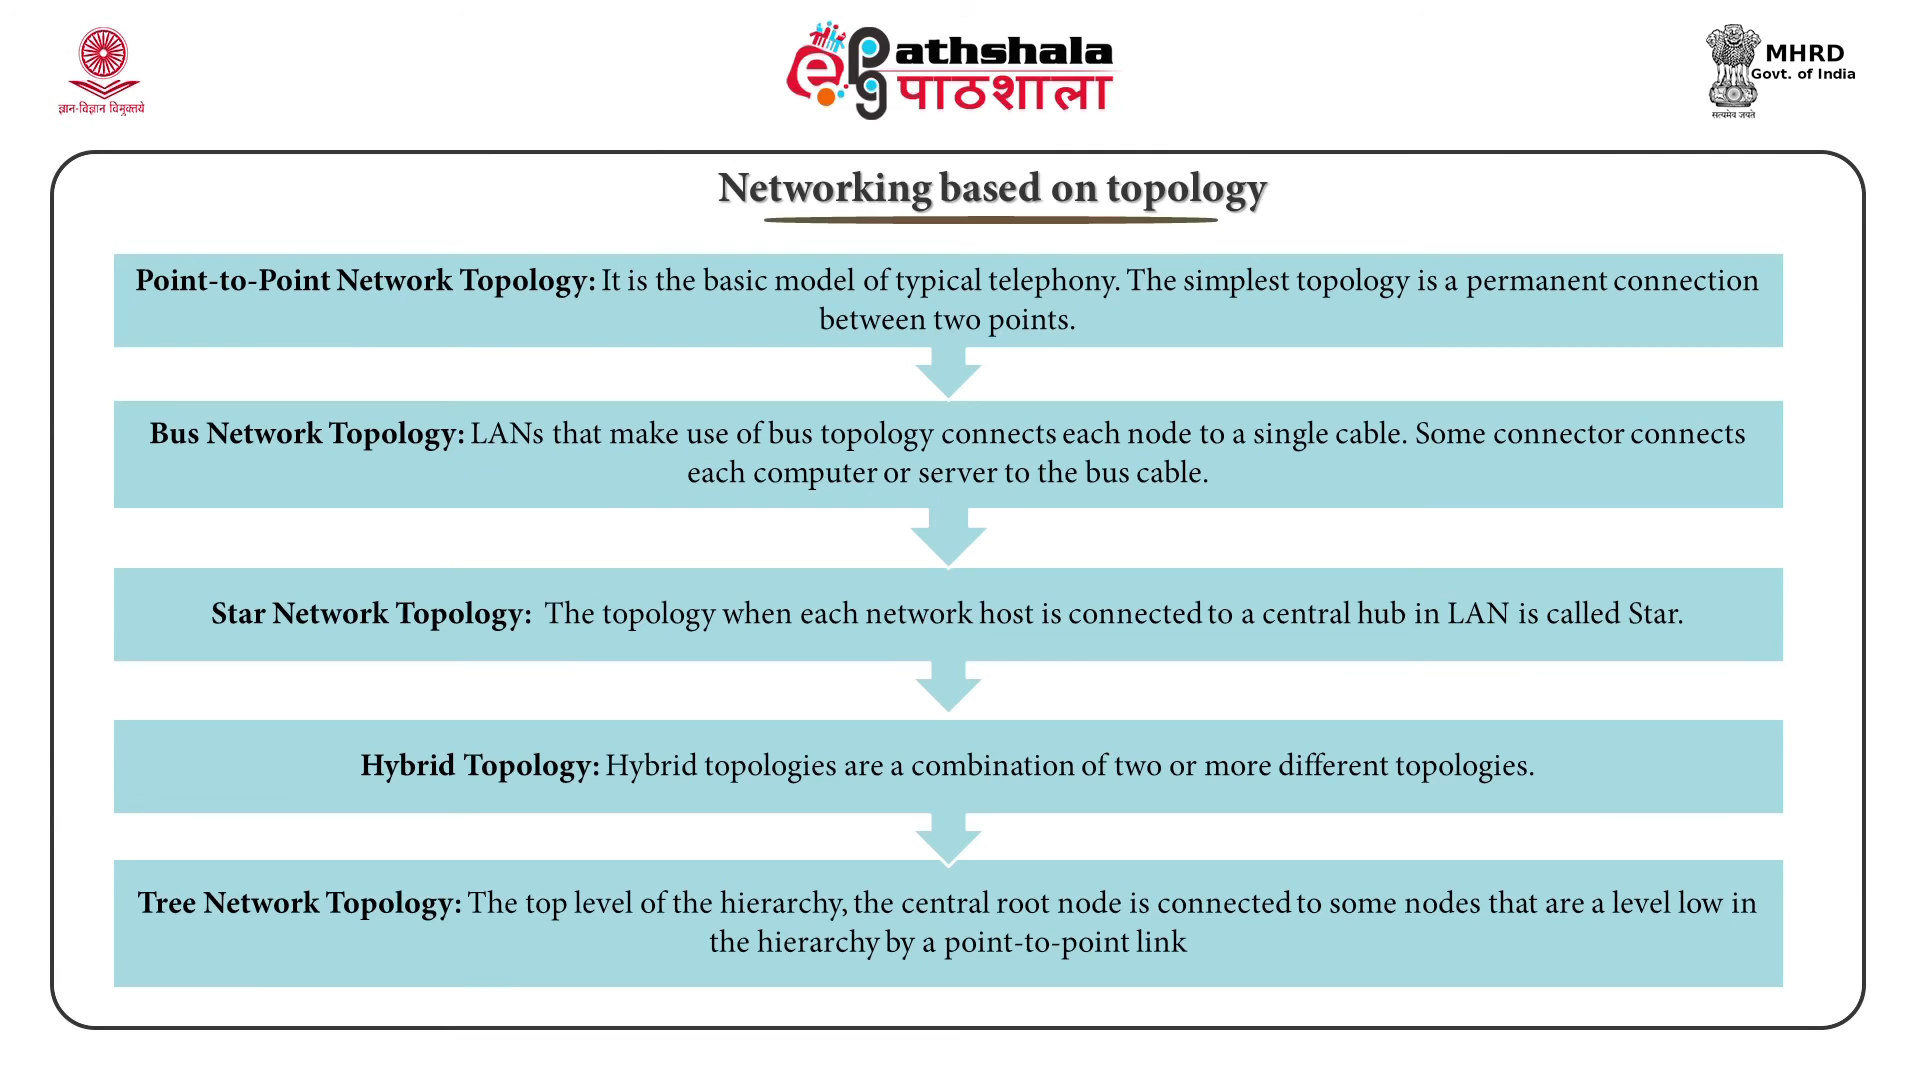 ज्ञान-विज्ञान विमुक्तये
ePgathshala
पाठशाला
MHRD
Govt. of India
सत्यमेव जयते
Networking based on topology
Point-to-Point Network Topology: It is the basic model of typical telephony. The simplest topology is a permanent connection
between two points.
Bus Network Topology: LANs that make use of bus topology connects each node to a single cable. Some connector connects
each computer or server to the bus cable.
Star Network Topology: The topology when each network host is connected to a central hub in LAN is called Star.
Hybrid Topology: Hybrid topologies are a combination of two or more different topologies.
Tree Network Topology: The top level of the hierarchy, the central root node is connected to some nodes that are a level low in
the hierarchy by a point-to-point link